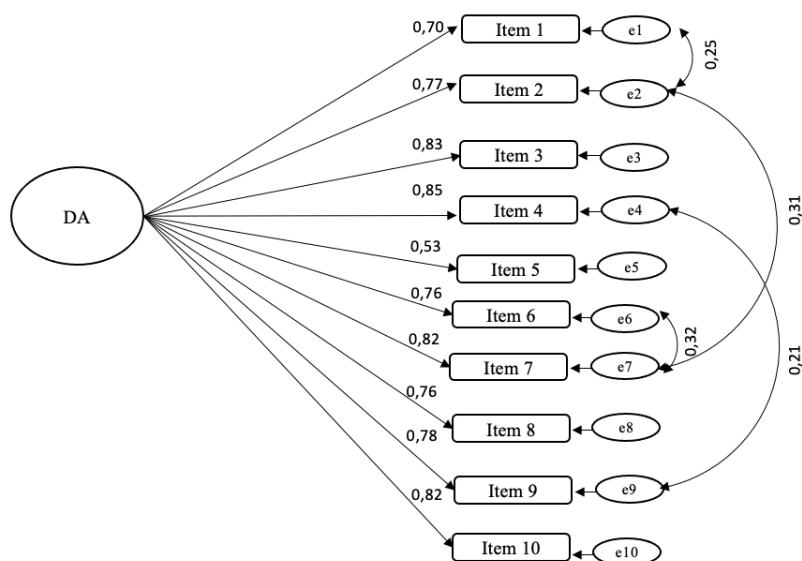 0,70
Item 1
e1
0,25
0,77
Item 2
e2
0,83
Item 3
e3
0,85
Item 4
e4
0,31
DA
0,53
Item 5
e5
0,76
Item 6
e6
0,32
0,82
Item 7
e7
0,21
0,76
Item 8
e8
0,78
Item 9
e9
0,82
Item 10
e10